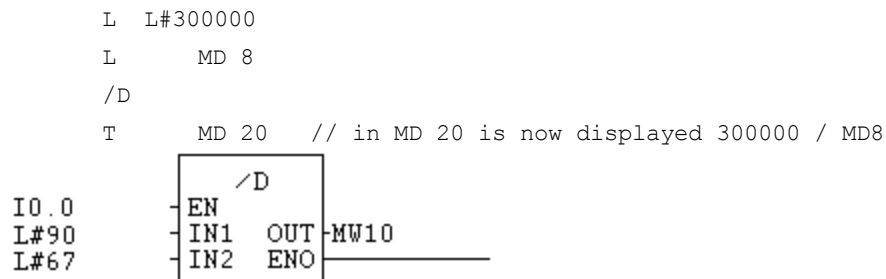 L L#300000
L MD 8
/D
T MD 20 // in MD 20 is now displayed 300000 / MD8
/D
I0.0 EN
L#90 IN1 OUT MW10
L#67 IN2 ENO